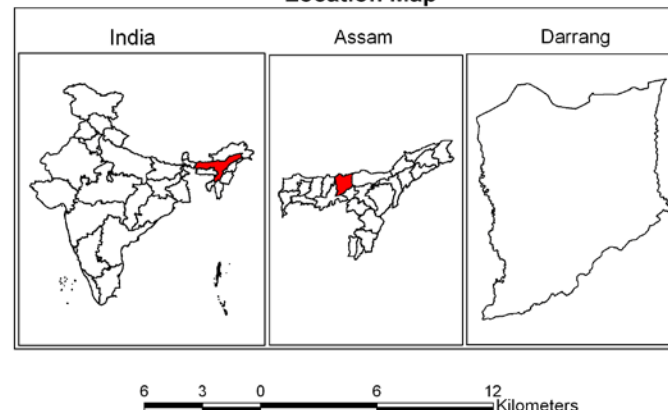 Location Map
India
Assam
Darrang
6 3 0 6 12
Kilometers